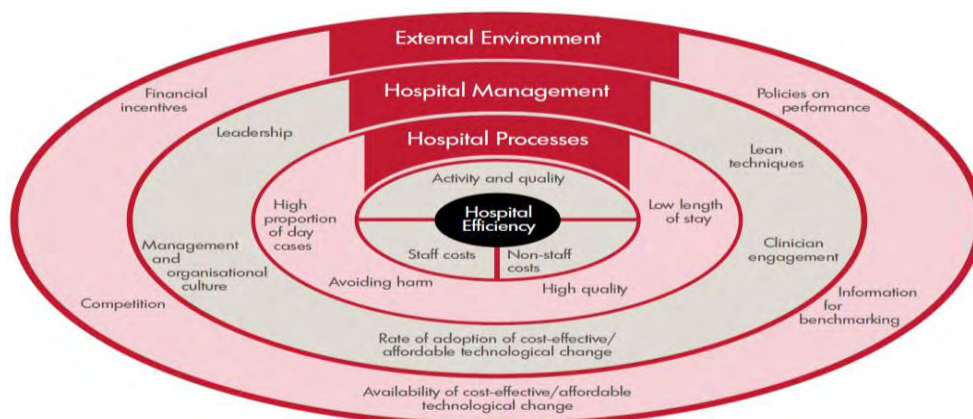 External Environment
Financial
incentives
Policies on
performance
Hospital Management
Leadership
Lean
techniques
Hospital Processes
Activity and quality
High
proportion
of day
cases
Low length
of stay
Hospital
Efficiency
Staff costs
Non-staff
costs
Management
and
organisational
culture
Clinician
engagement
Avoiding harm
High quality
Competition
Information
for
benchmarking
Rate of adoption of cost-effective/
affordable technological change
Availability of cost-effective/affordable
technological change